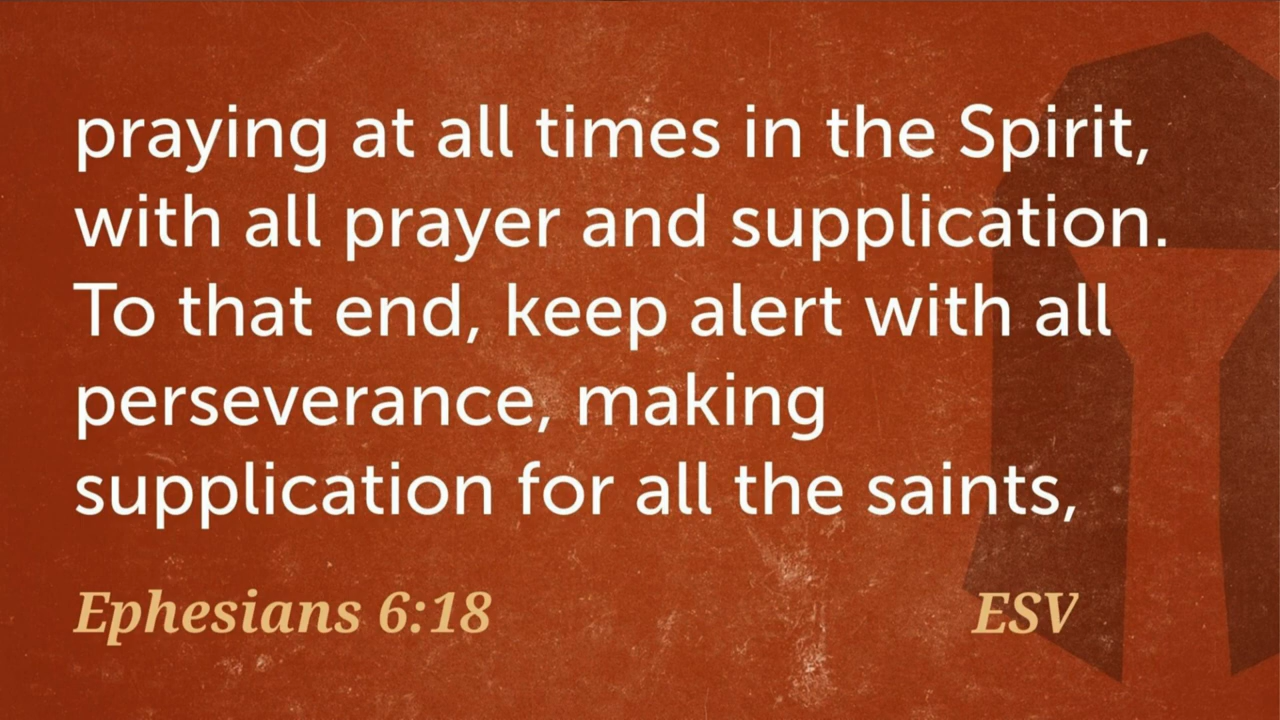 praying at all times in the Spirit,
with all prayer and supplication.
To that end, keep alert with all
perseverance, making
supplication for all the saints,
Ephesians 6:18 ESV